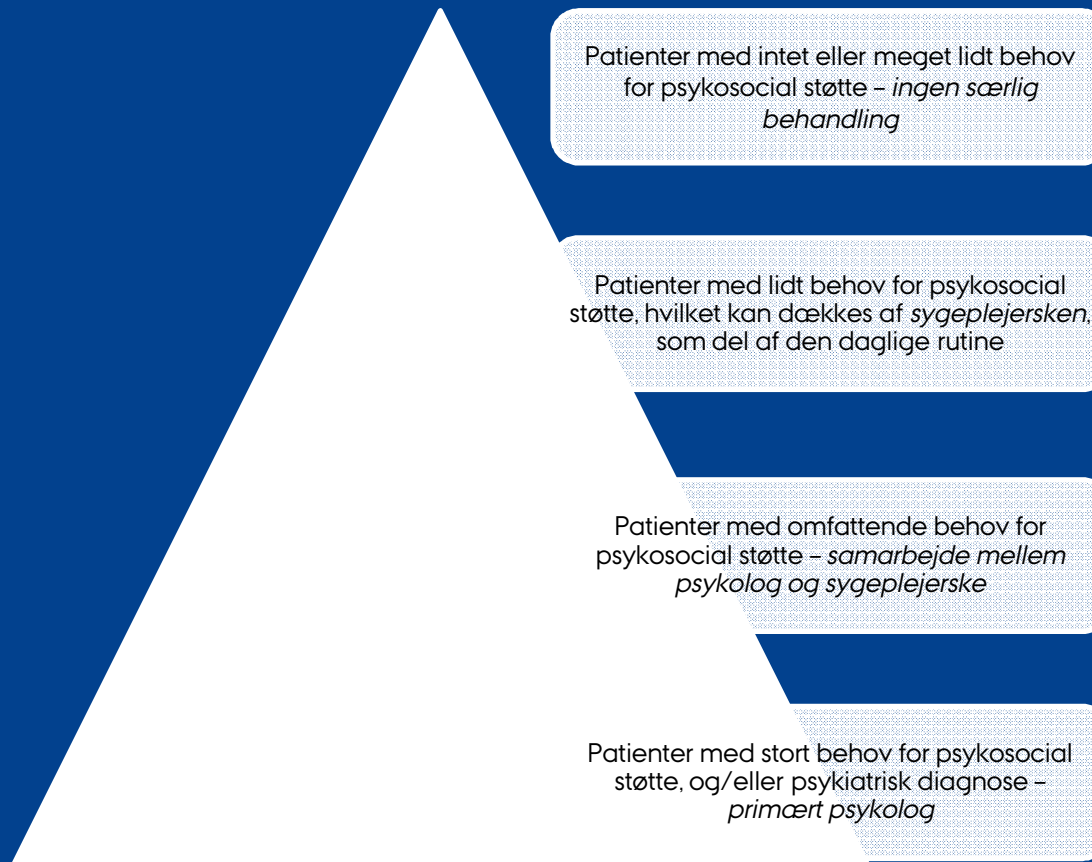 Patienter med intet eller meget lidt behov
for psykosocial støtte – ingen særlig
behandling
Patienter med lidt behov for psykosocial
støtte, hvilket kan dækkes af sygeplejersken,
som del af den daglige rutine
Patienter med omfattende behov for
psykosocial støtte – samarbejde mellem
psykolog og sygeplejerske
Patienter med stort behov for psykosocial
støtte, og/eller psykiatrisk diagnose –
primært psykolog